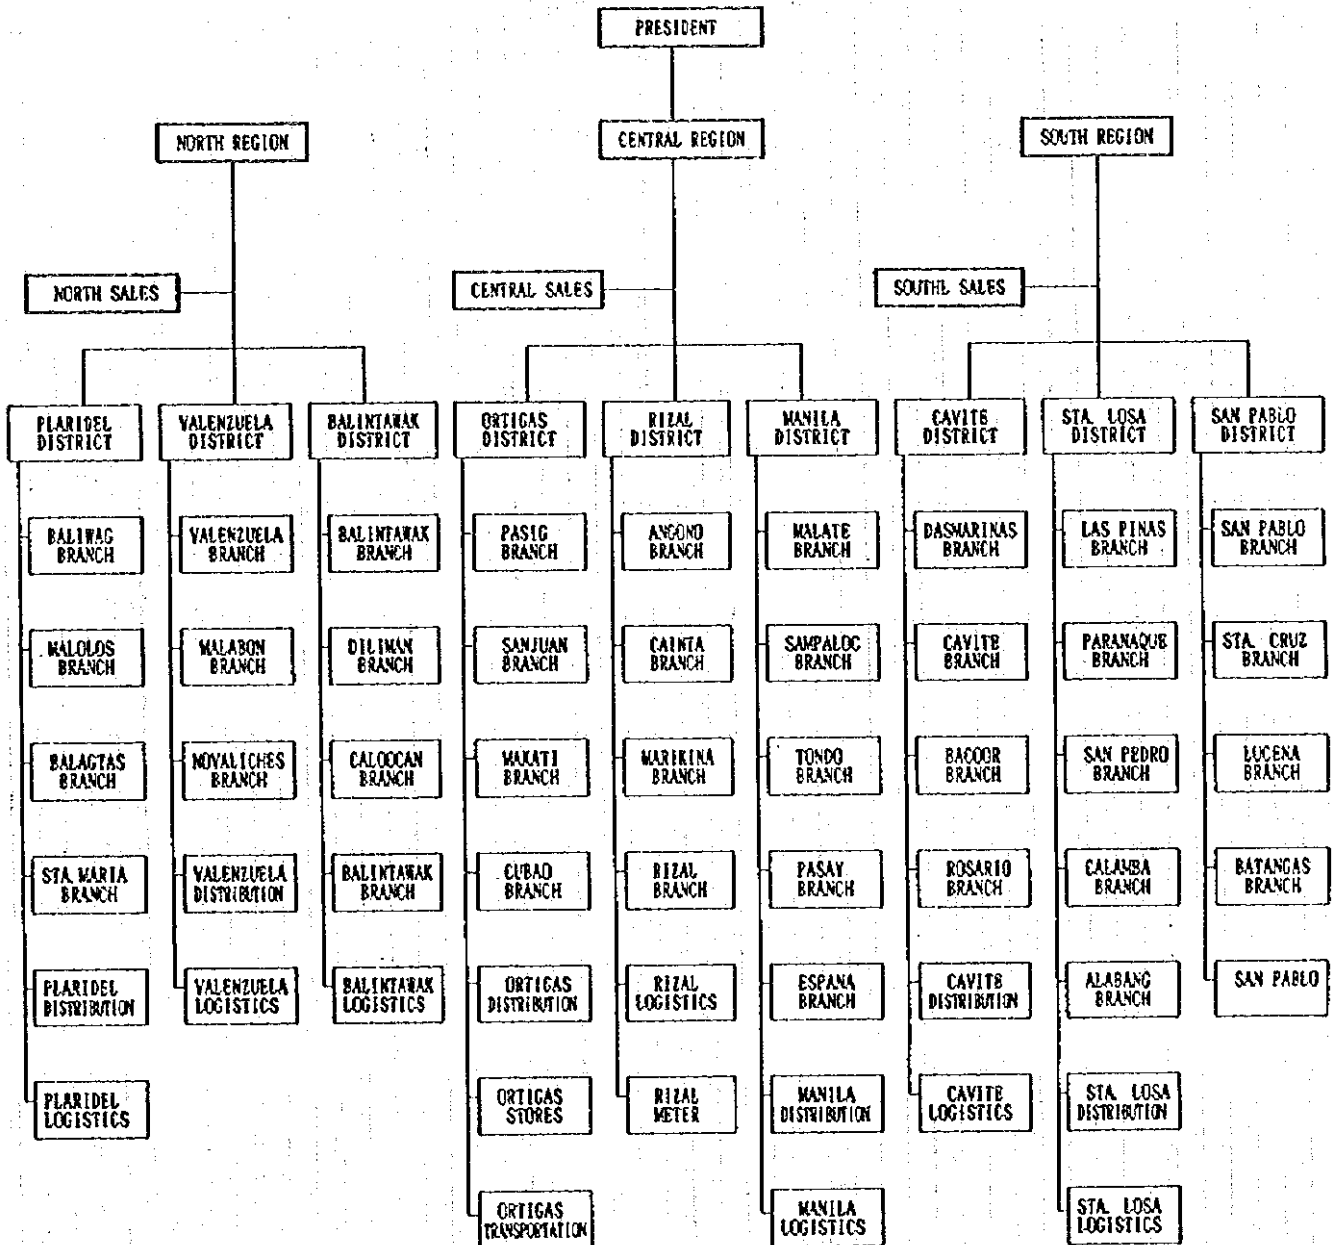 PRESIDENT
NORTH REGION
CENTRAL REGION
SOUTH REGION
NORTH SALES
CENTRAL SALES
SOUTHL SALES
PLARIDEL
DISTRICT
VALENZUELA
DISTRICT
BALINTAWAK
DISTRICT
ORTIGAS
DISTRICT
RIZAL
DISTRICT
MANILA
DISTRICT
CAVITE
DISTRICT
STA. LOSA
DISTRICT
SAN PABLO
DISTRICT
BALIWAG
BRANCH
VALENZUELA
BRANCH
BALINTAWAK
BRANCH
PASIG
BRANCH
ANGONO
BRANCH
MALATE
BRANCH
DASMARINAS
BRANCH
LAS PINAS
BRANCH
SAN PABLO
BRANCH
MALOLOS
BRANCH
MALABON
BRANCH
DILIMAN
BRANCH
SANJUAN
BRANCH
CAINTA
BRANCH
SAMPALOC
BRANCH
CAVITE
BRANCH
PARANAQUE
BRANCH
STA. CRUZ
BRANCH
BALAGTAS
BRANCH
NOVALICHES
BRANCH
CALOOCAN
BRANCH
MAKATI
BRANCH
MARIKINA
BRANCH
TONDO
BRANCH
BACOOR
BRANCH
SAN PEDRO
BRANCH
LUCENA
BRANCH
STA. MARIA
BRANCH
VALENZUELA
DISTRIBUTION
BALINTAWAK
BRANCH
CUBAO
BRANCH
RIZAL
BRANCH
PASAY
BRANCH
ROSARIO
BRANCH
CALAMBA
BRANCH
BATANGAS
BRANCH
PLARIDEL
DISTRIBUTION
VALENZUELA
LOGISTICS
BALINTAWAK
LOGISTICS
ORTIGAS
DISTRIBUTION
RIZAL
LOGISTICS
ESPANA
BRANCH
CAVITE
DISTRIBUTION
ALABANG
BRANCH
SAN PABLO
PLARIDEL
LOGISTICS
ORTIGAS
STORES
RIZAL
METER
MANILA
DISTRIBUTION
CAVITE
LOGISTICS
STA. LOSA
DISTRIBUTION
ORTIGAS
TRANSPORTATION
MANILA
LOGISTICS
STA. LOSA
LOGISTICS